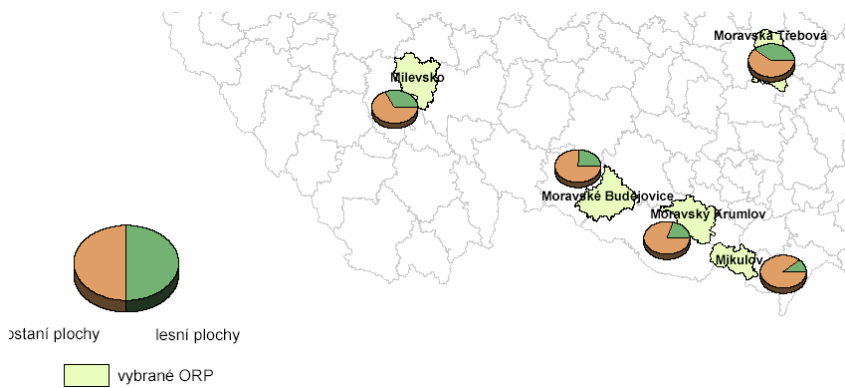 Moravská Třebová
Milevsko
Moravské Budějovice
Moravský Krumlov
Mikulov
ostaní plochy
lesní plochy
vybrané ORP